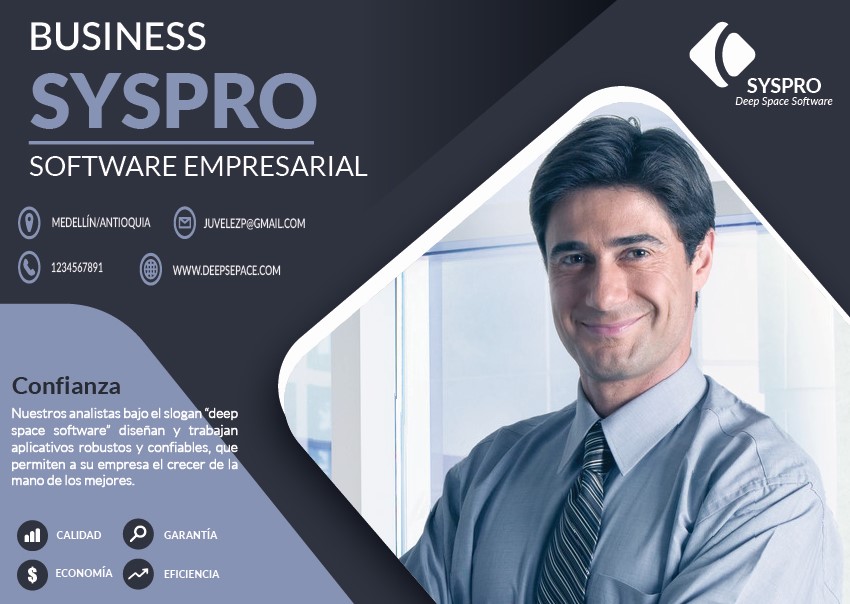 BUSINESS
SYSPRO
SOFTWARE EMPRESARIAL
SYSPRO
Deep Space Software
MEDELLÍN/ANTIOQUIA
JUVELEZP@GMAIL.COM
1234567891
WWW.DEEPSEPACE.COM
Confianza
Nuestros analistas bajo el slogan "deep
space software" diseñan y trabajan
aplicativos robustos y confiables, que
permiten a su empresa el crecer de la
mano de los mejores.
CALIDAD
GARANTÍA
ECONOMÍA
EFICIENCIA